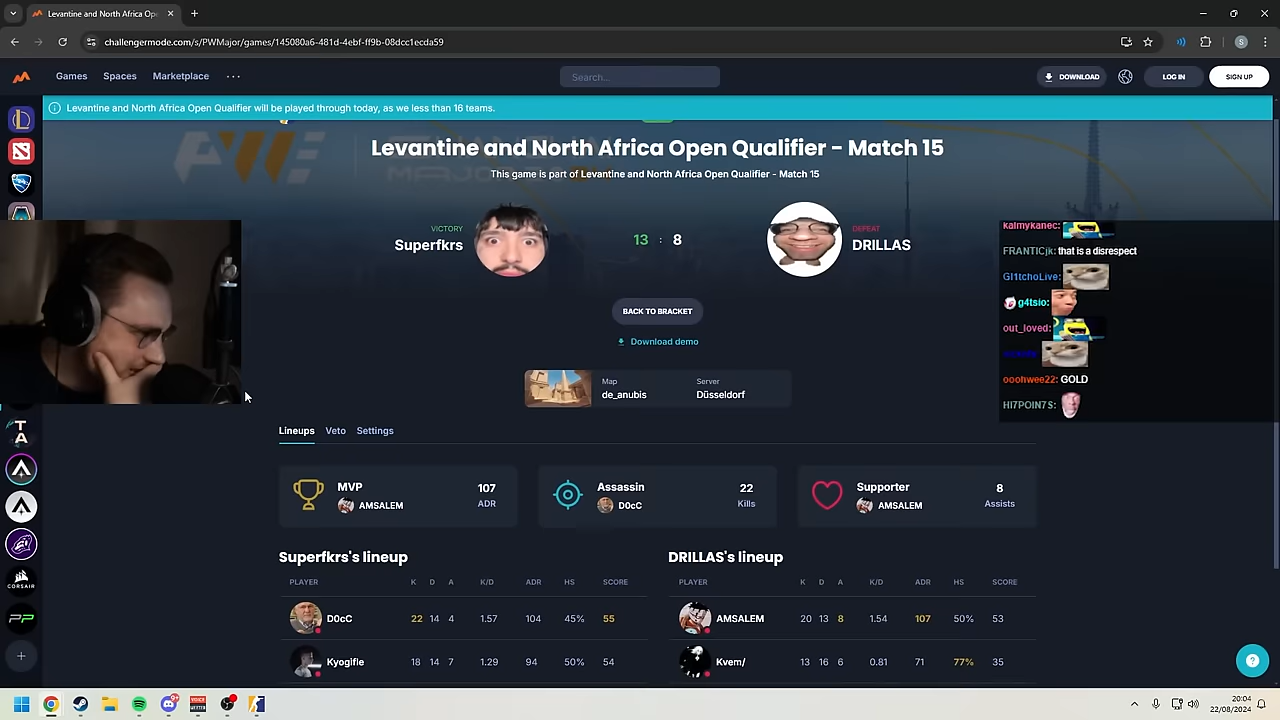 Levantine and North Africa Ope
challengermode.com/s/PWMajor/games/145080a6-481d-4ebf-ff9b-08dcc1ecda59
S
Games
Spaces
Marketplace
Search...
DOWNLOAD
LOG IN
SIGN UP
Levantine and North Africa Open Qualifier will be played through today, as we less than 16 teams.
Levantine and North Africa Open Qualifier - Match 15
This game is part of Levantine and North Africa Open Qualifier - Match 15
VICTORY
Superfkrs
13 : 8
DEFEAT
DRILLAS
BACK TO BRACKET
Download demo
Map
de_anubis
Server
Düsseldorf
kalmykanec:
FRANTICjk: that is a disrespect
Gl1tchoLive:
g4tsio:
out_loved:
ooohwee22: GOLD
HI7POIN7S:
Lineups
Veto
Settings
MVP
AMSALEM
107
ADR
Assassin
D0cC
22
Kills
Supporter
AMSALEM
8
Assists
Superfkrs's lineup
PLAYER K D A K/D ADR HS SCORE
D0cC 22 14 4 1.57 104 45% 55
Kyogifle 18 14 7 1.29 94 50% 54
DRILLAS's lineup
PLAYER K D A K/D ADR HS SCORE
AMSALEM 20 13 8 1.54 107 50% 53
Kvem/ 13 16 6 0.81 71 77% 35
T
A
CORSAIR
PP
20:04
22/08/2024